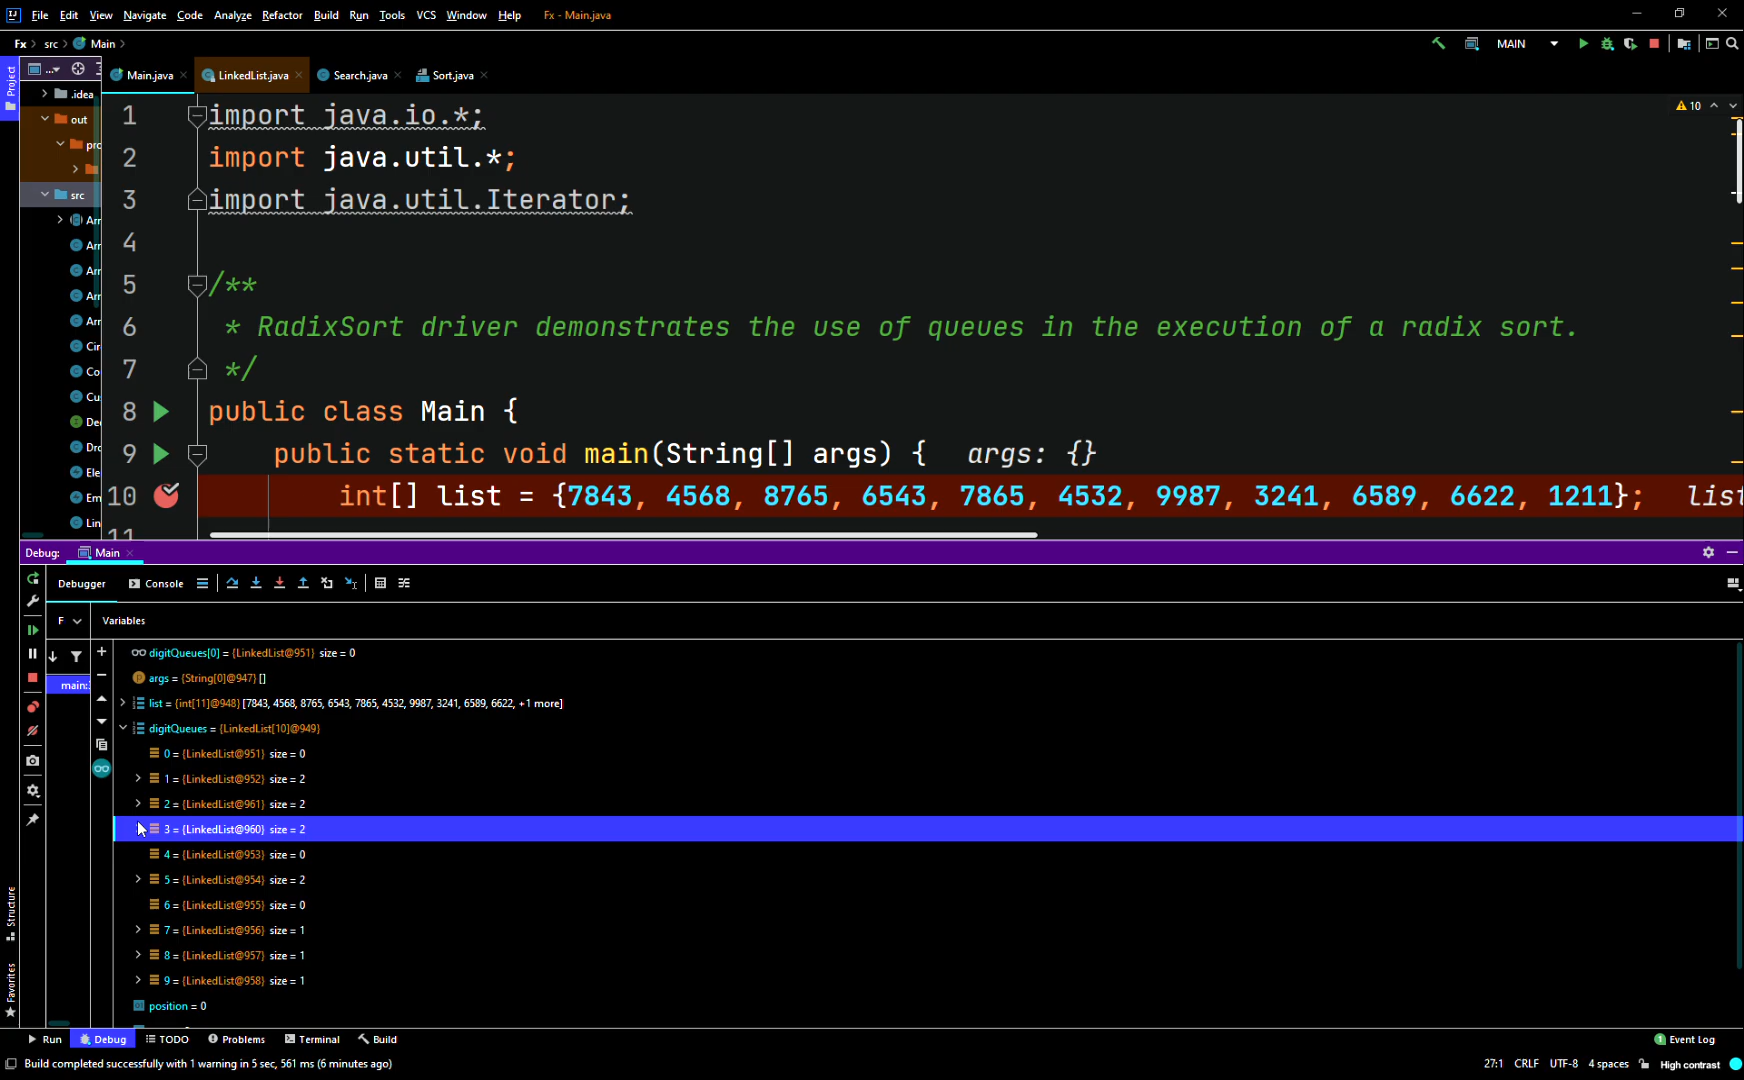 File Edit View Navigate Code Analyze Refactor Build Run Tools VCS Window Help Fx - Main.java
Fx src Main MAIN
Project
Main.java LinkedList.java Search.java Sort.java
.idea
out
src
10
1 import java.io.*;
2 import java.util.*;
3 import java.util.Iterator;
4
5 /**
6 * RadixSort driver demonstrates the use of queues in the execution of a radix sort.
7 */
8 public class Main {
9 public static void main(String[] args) { args: {}
10 int[] list = {7843, 4568, 8765, 6543, 7865, 4532, 9987, 3241, 6589, 6622, 1211}; list
11
Debug: Main
Debugger Console
F Variables
main:
digitQueues[0] = {LinkedList@951} size = 0
args = {String[0]@947} []
list = {int[11]@948} [7843, 4568, 8765, 6543, 7865, 4532, 9987, 3241, 6589, 6622, +1 more]
digitQueues = {LinkedList[10]@949}
0 = {LinkedList@951} size = 0
1 = {LinkedList@952} size = 2
2 = {LinkedList@961} size = 2
3 = {LinkedList@960} size = 2
4 = {LinkedList@953} size = 0
5 = {LinkedList@954} size = 2
6 = {LinkedList@955} size = 0
7 = {LinkedList@956} size = 1
8 = {LinkedList@957} size = 1
9 = {LinkedList@958} size = 1
position = 0
Structure
Favorites
Run Debug TODO Problems Terminal Build 1 Event Log
Build completed successfully with 1 warning in 5 sec, 561 ms (6 minutes ago) 27:1 CRLF UTF-8 4 spaces High contrast